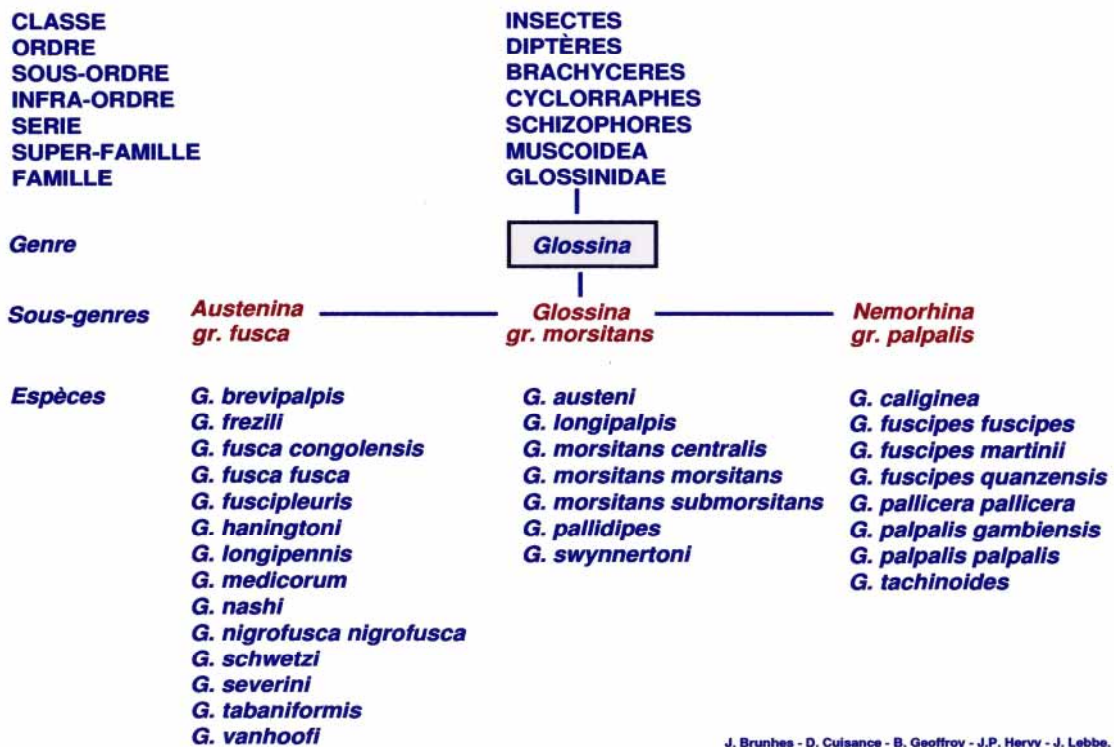 CLASSE INSECTES
ORDRE DIPTÈRES
SOUS-ORDRE BRACHYCERES
INFRA-ORDRE CYCLORRAPHES
SERIE SCHIZOPHORES
SUPER-FAMILLE MUSCOIDEA
FAMILLE GLOSSINIDAE
Genre Glossina
Sous-genres Austenina Glossina Nemorhina
gr. fusca gr. morsitans gr. palpalis
Espèces G. brevipalpis G. austeni G. caliginea
G. frezili G. longipalpis G. fuscipes fuscipes
G. fusca congolensis G. morsitans centralis G. fuscipes martinii
G. fusca fusca G. morsitans morsitans G. fuscipes quanzensis
G. fuscipleuris G. morsitans submorsitans G. pallicera pallicera
G. haningtoni G. pallidipes G. palpalis gambiensis
G. longipennis G. swynnertoni G. palpalis palpalis
G. medicorum G. tachinoides
G. nashi
G. nigrofusca nigrofusca
G. schwetzi
G. severini
G. tabaniformis
G. vanhoofi
J. Brunhes - D. Cuisance - B. Geoffroy - J.P. Hervy - J. Lebbe.